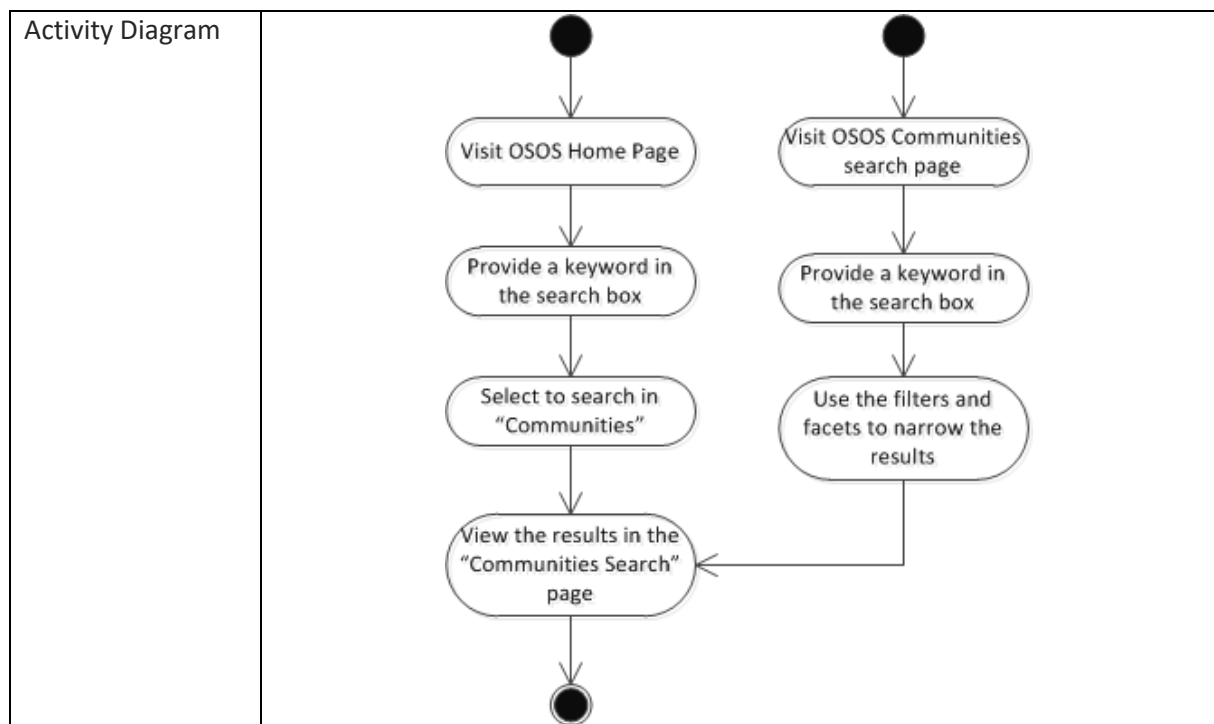 Activity Diagram
Visit OSOS Home Page
Provide a keyword in
the search box
Select to search in
“Communities”
View the results in the
“Communities Search”
page
Visit OSOS Communities
search page
Provide a keyword in
the search box
Use the filters and
facets to narrow the
results